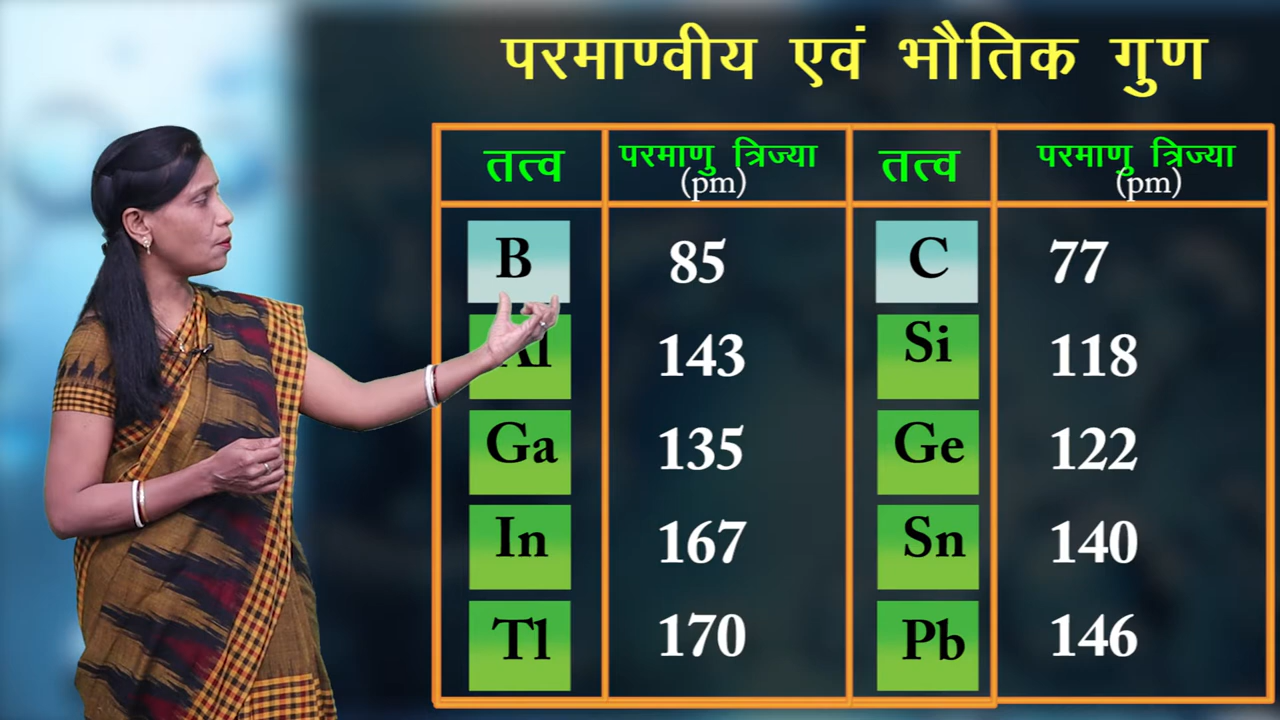 परमाण्वीय एवं भौतिक गुण
तत्व परमाणु त्रिज्या (pm) तत्व परमाणु त्रिज्या (pm)
B 85 C 77
Al 143 Si 118
Ga 135 Ge 122
In 167 Sn 140
Tl 170 Pb 146